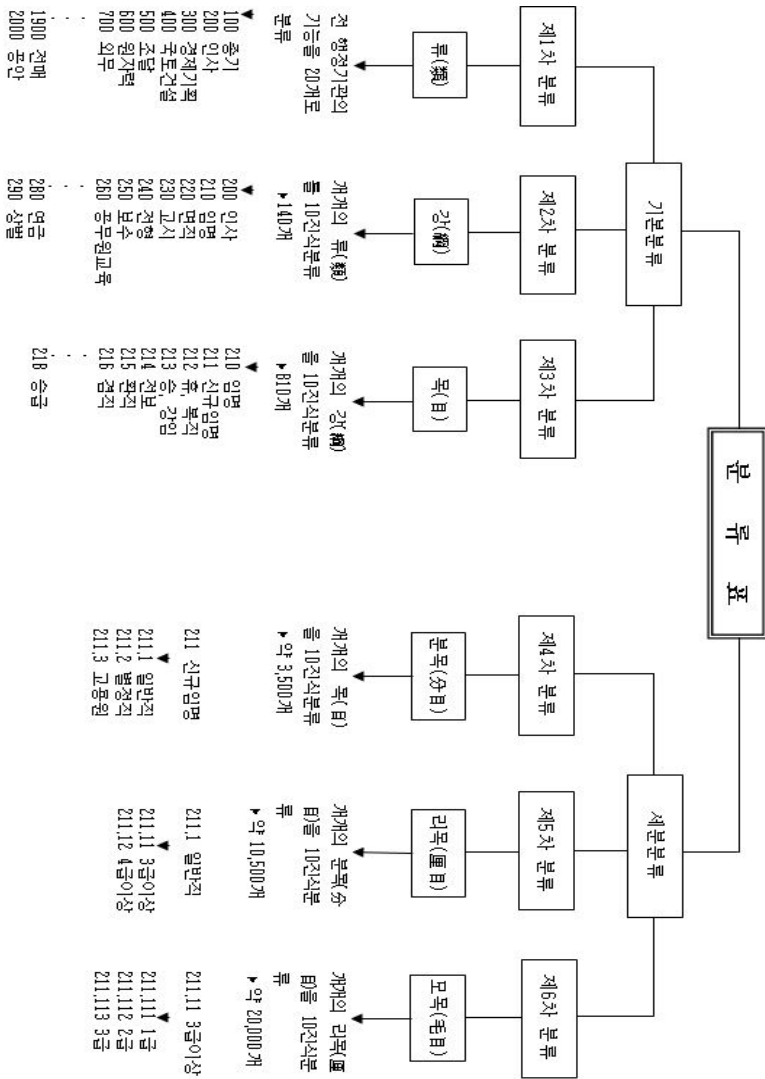 분 류 표
기본분류
세분분류
제1차 분류
제2차 분류
제3차 분류
제4차 분류
제5차 분류
제6차 분류
류(類)
강(綱)
목(目)
분목(分目)
리목(厘目)
모목(毛目)
전 행정기관의
기능을 20개로
분류
개개의 류(類)
를 10진식분류
▶140개
개개의 강(綱)
을 10진식분류
▶810개
개개의 목(目)
을 10진식분류
▶약 3,500개
개개의 분목(分
目)을 10진식분
류
▶약 10,500개
개개의 리목(厘
目)을 10진식분
류
▶약 20,000개
100 총기
200 인사
300 경제기획
400 국토건설
500 조달
600 원자력
700 외무
· · ·
1900 전매
2000 공안
200 인사
210 임명
220 면직
230 고시
240 전형
250 보수
260 공무원교육
· · ·
280 연금
290 상벌
210 임명
211 신규임명
212 휴, 복직
213 승, 강임
214 전보
215 환직
216 겸직
· · ·
218 승급
211 신규임명
211.1 일반직
211.2 별정직
211.3 고용원
211.1 일반직
211.11 3급이상
211.12 4급이상
211.11 3급이상
211.111 1급
211.112 2급
211.113 3급